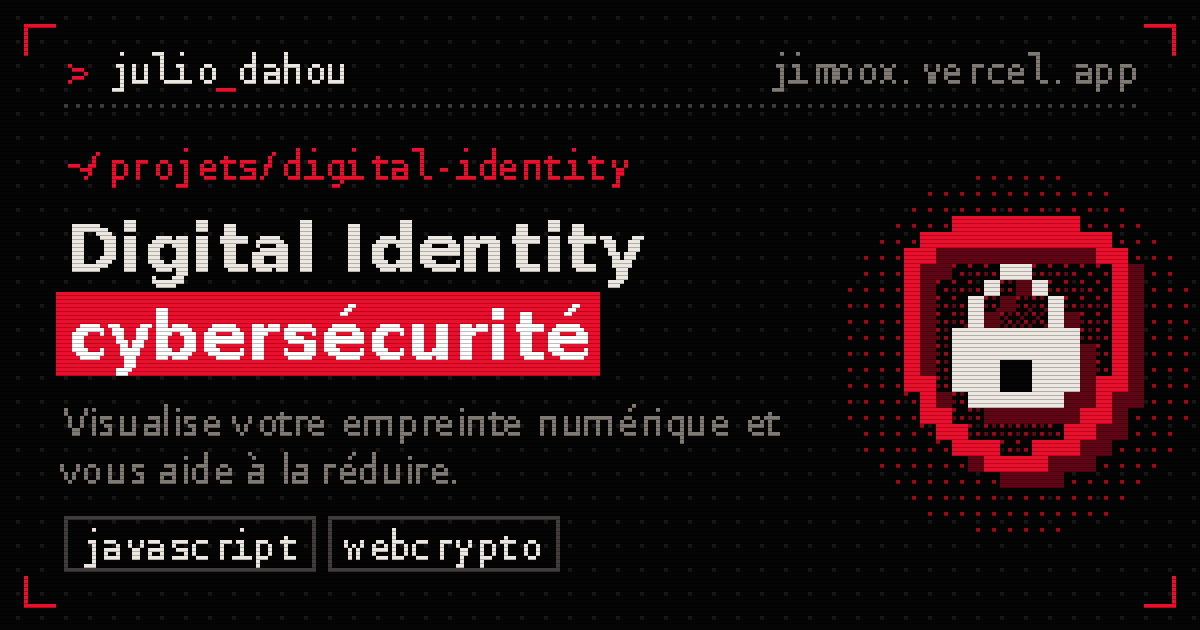 > julio_dahou
jimoox.vercel.app
~/projets/digital-identity
Digital Identity
cybersécurité
Visualise votre empreinte numérique et
vous aide à la réduire.
javascript
webcrypto